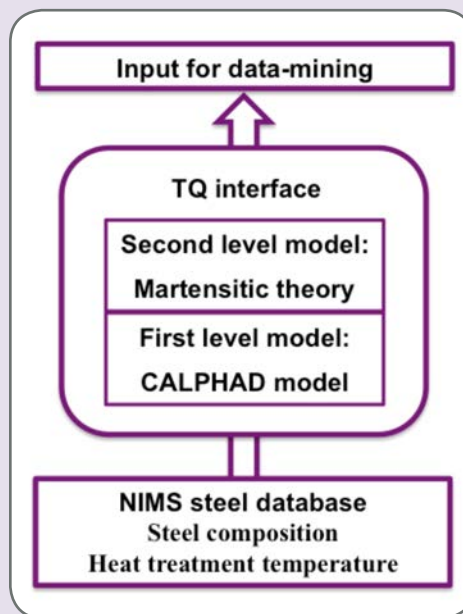 Input for data-mining
TQ interface
Second level model:
Martensitic theory
First level model:
CALPHAD model
NIMS steel database
Steel composition
Heat treatment temperature